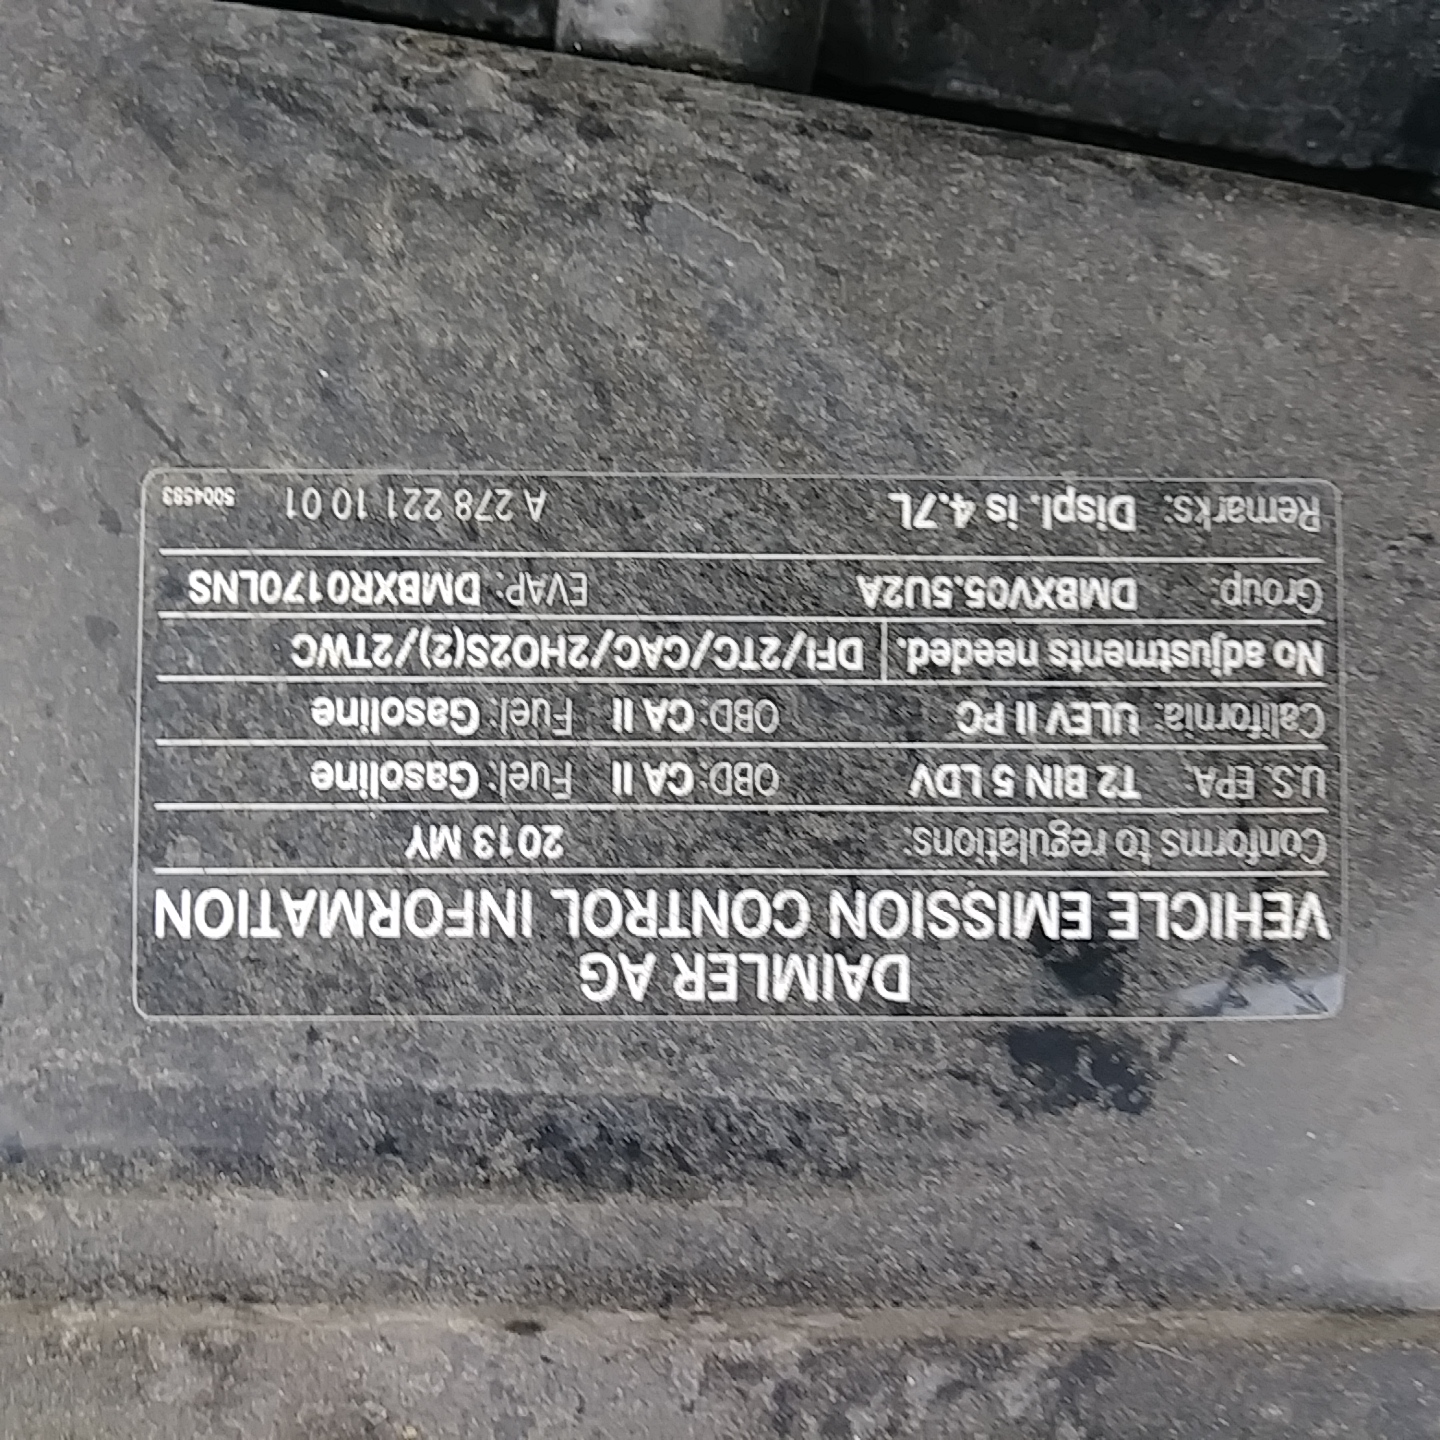 DAIMLER AG
VEHICLE EMISSION CONTROL INFORMATION
Conforms to regulations: 2013 MY
U.S. EPA: T2 BIN 5 LDV OBD: CA II Fuel: Gasoline
California: ULEV II PC OBD: CA II Fuel: Gasoline
No adjustments needed. DFI/2TC/CAC/2HO2S(2)/2TWC
Group: DMBXV05.5U2A EVAP: DMBXR0170LNS
Remarks: Displ. is 4.7L A 278 221 10 01